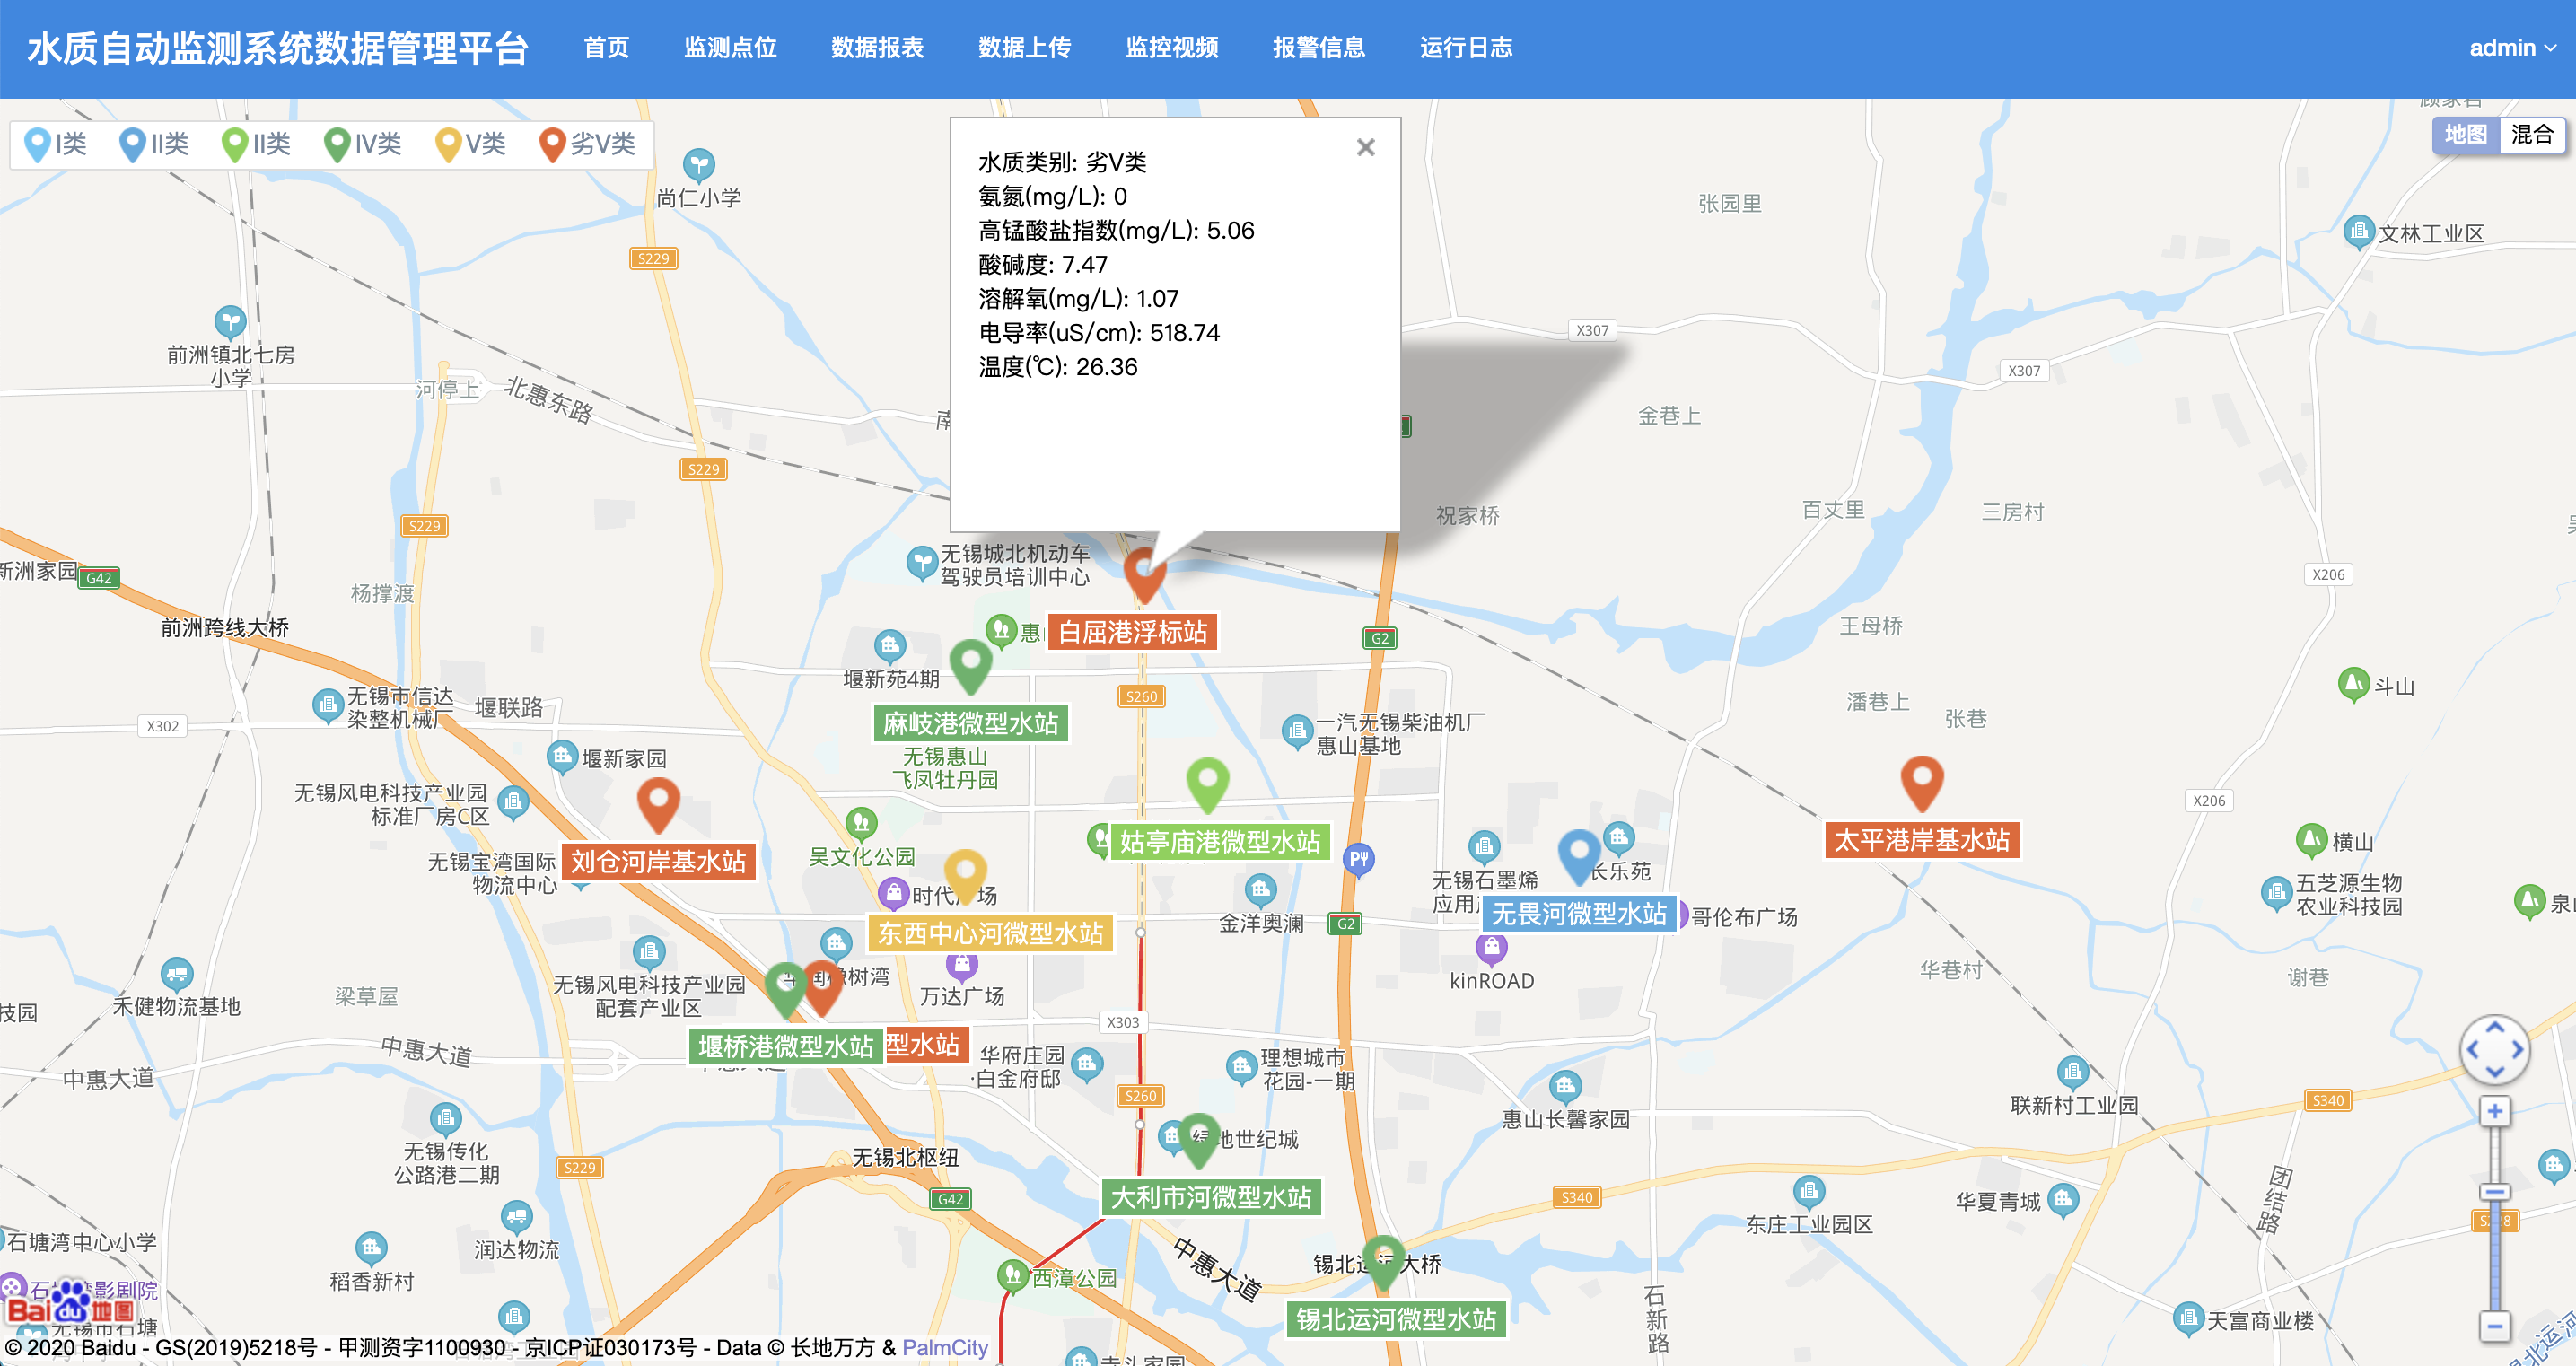 水质自动监测系统数据管理平台
首页
监测点位
数据报表
数据上传
监控视频
报警信息
运行日志
admin
I类
II类
II类
IV类
V类
劣V类
地图
混合
水质类别: 劣V类
氨氮(mg/L): 0
高锰酸盐指数(mg/L): 5.06
酸碱度: 7.47
溶解氧(mg/L): 1.07
电导率(uS/cm): 518.74
温度(℃): 26.36
尚仁小学
张园里
文林工业区
S229
前洲镇北七房
小学
河停上
北惠东路
X307
X307
金巷上
S229
S229
祝家桥
百丈里
三房村
新洲家园
G42
杨撑渡
前洲跨线大桥
无锡城北机动车
驾驶员培训中心
X206
白屈港浮标站
G2
王母桥
堰新苑4期
S260
斗山
无锡市信达
染整机械厂
堰联路
X302
麻岐港微型水站
一汽无锡柴油机厂
惠山基地
潘巷上
张巷
堰新家园
无锡惠山
飞凤牡丹园
无锡风电科技产业园
标准厂房C区
X206
吴文化公园
姑亭庙港微型水站
太平港岸基水站
横山
无锡宝湾国际
物流中心
刘仓河岸基水站
无锡石墨烯
长乐苑
五芝源生物
农业科技园
时代
场
金洋奥澜
G2
无畏河微型水站
哥伦布广场
东西中心河微型水站
无锡风电科技产业园
配套产业区
树湾
万达广场
kinROAD
华巷村
谢巷
禾健物流基地
梁草屋
技园
X303
堰桥港微型水站
型水站
中惠大道
中惠大道
华府庄园
·白金府邸
理想城市
花园-一期
S260
惠山长馨家园
联新村工业园
S340
无锡传化
公路港二期
地世纪城
无锡北枢纽
S229
G42
大利市河微型水站
S340
东庄工业园区
华夏青城
团结路
石塘湾中心小学
润达物流
稻香新村
西漳公园
中惠大道
锡北运河大桥
锡北运河微型水站
石新路
天富商业楼
Bai du 地图
© 2020 Baidu - GS(2019)5218号 - 甲测资字1100930 - 京ICP证030173号 - Data © 长地万方 & PalmCity